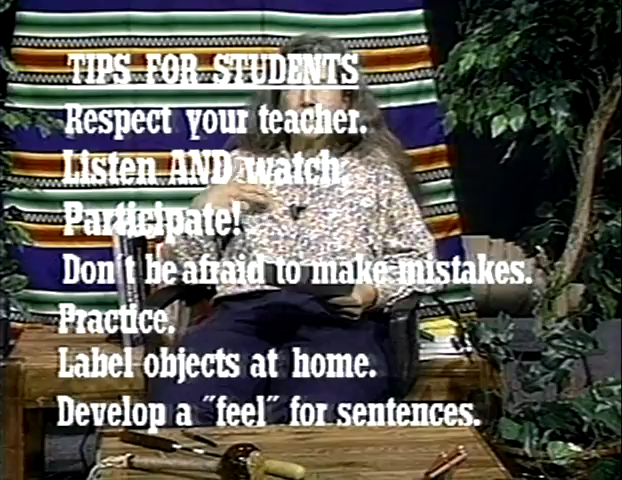 TIPS FOR STUDENTS
Respect your teacher.
Listen AND watch.
Participate!
Don't be afraid to make mistakes.
Practice.
Label objects at home.
Develop a "feel" for sentences.